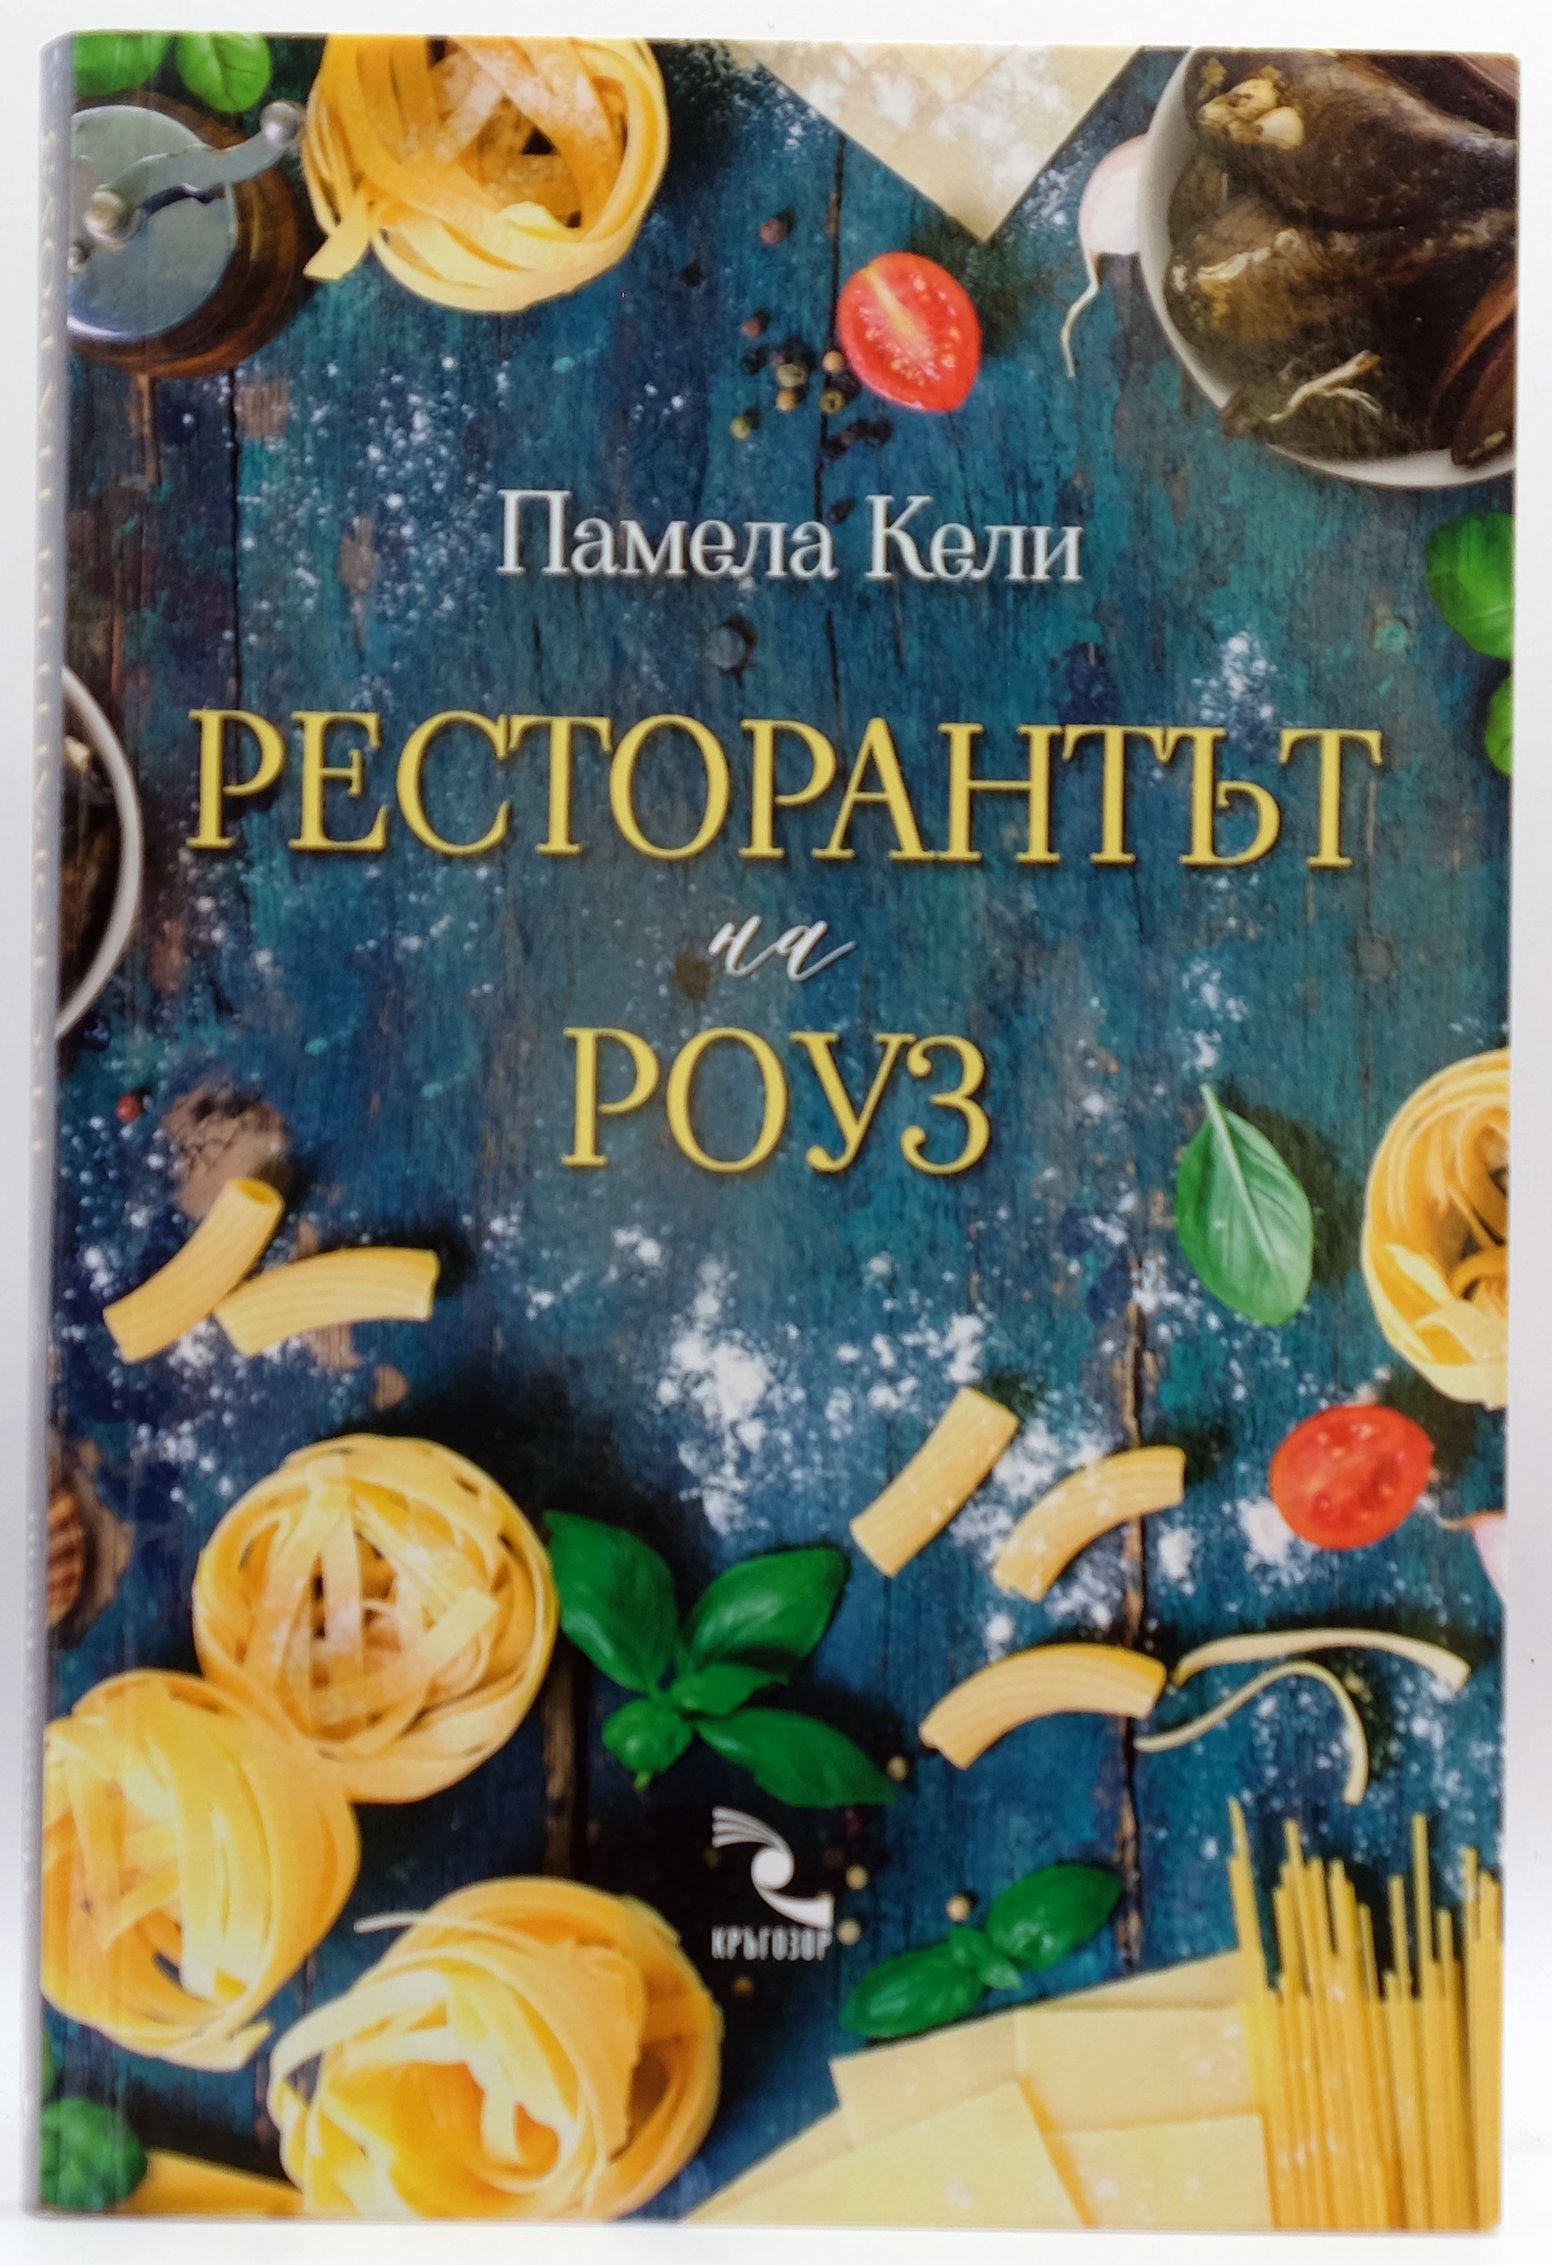 Памела Кели
РЕСТОРАНТЪТ
на
РОУЗ
КРЪГОЗОР